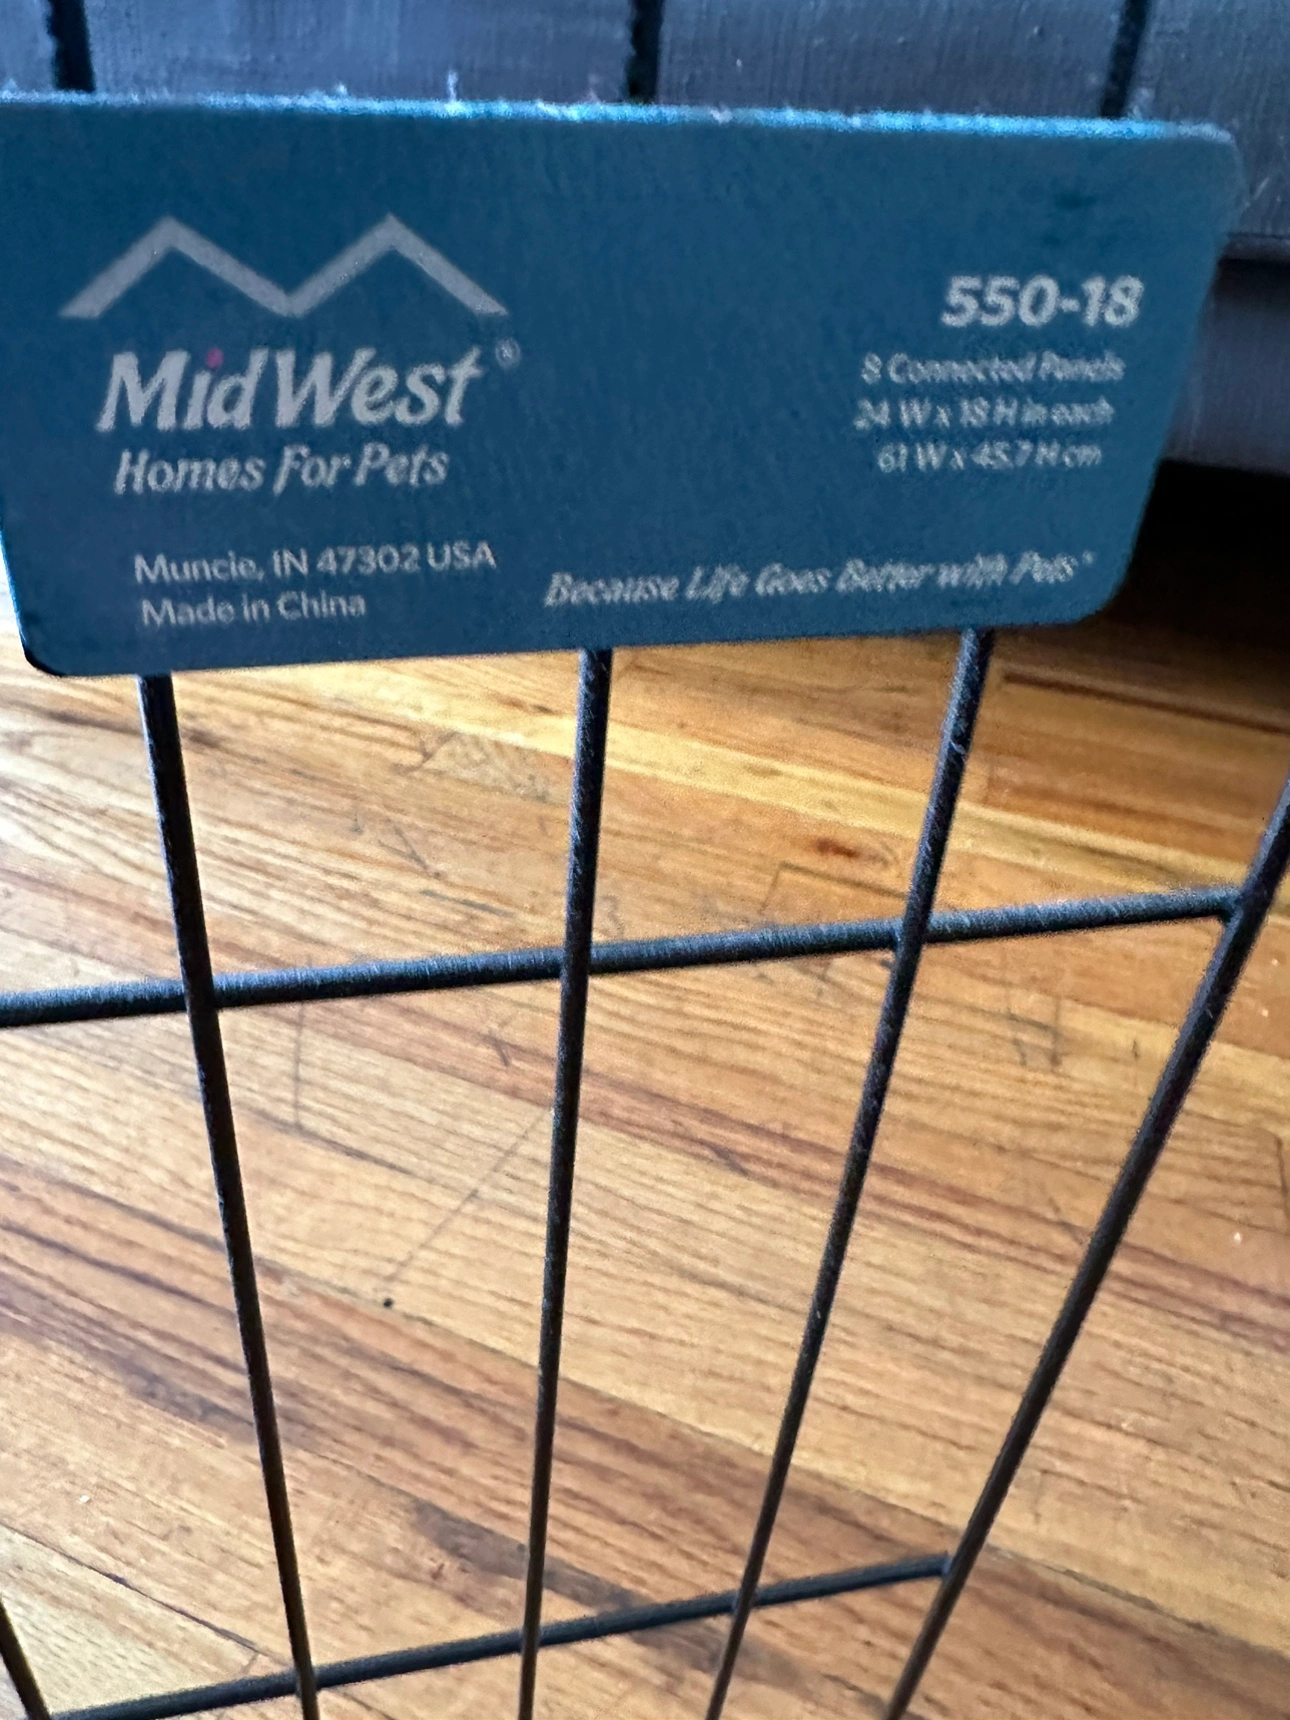 MidWest®
Homes For Pets
Muncie, IN 47302 USA
Made in China
550-18
8 Connected Panels
24 W x 18 H in each
61 W x 45.7 H cm
Because Life Goes Better with Pets®